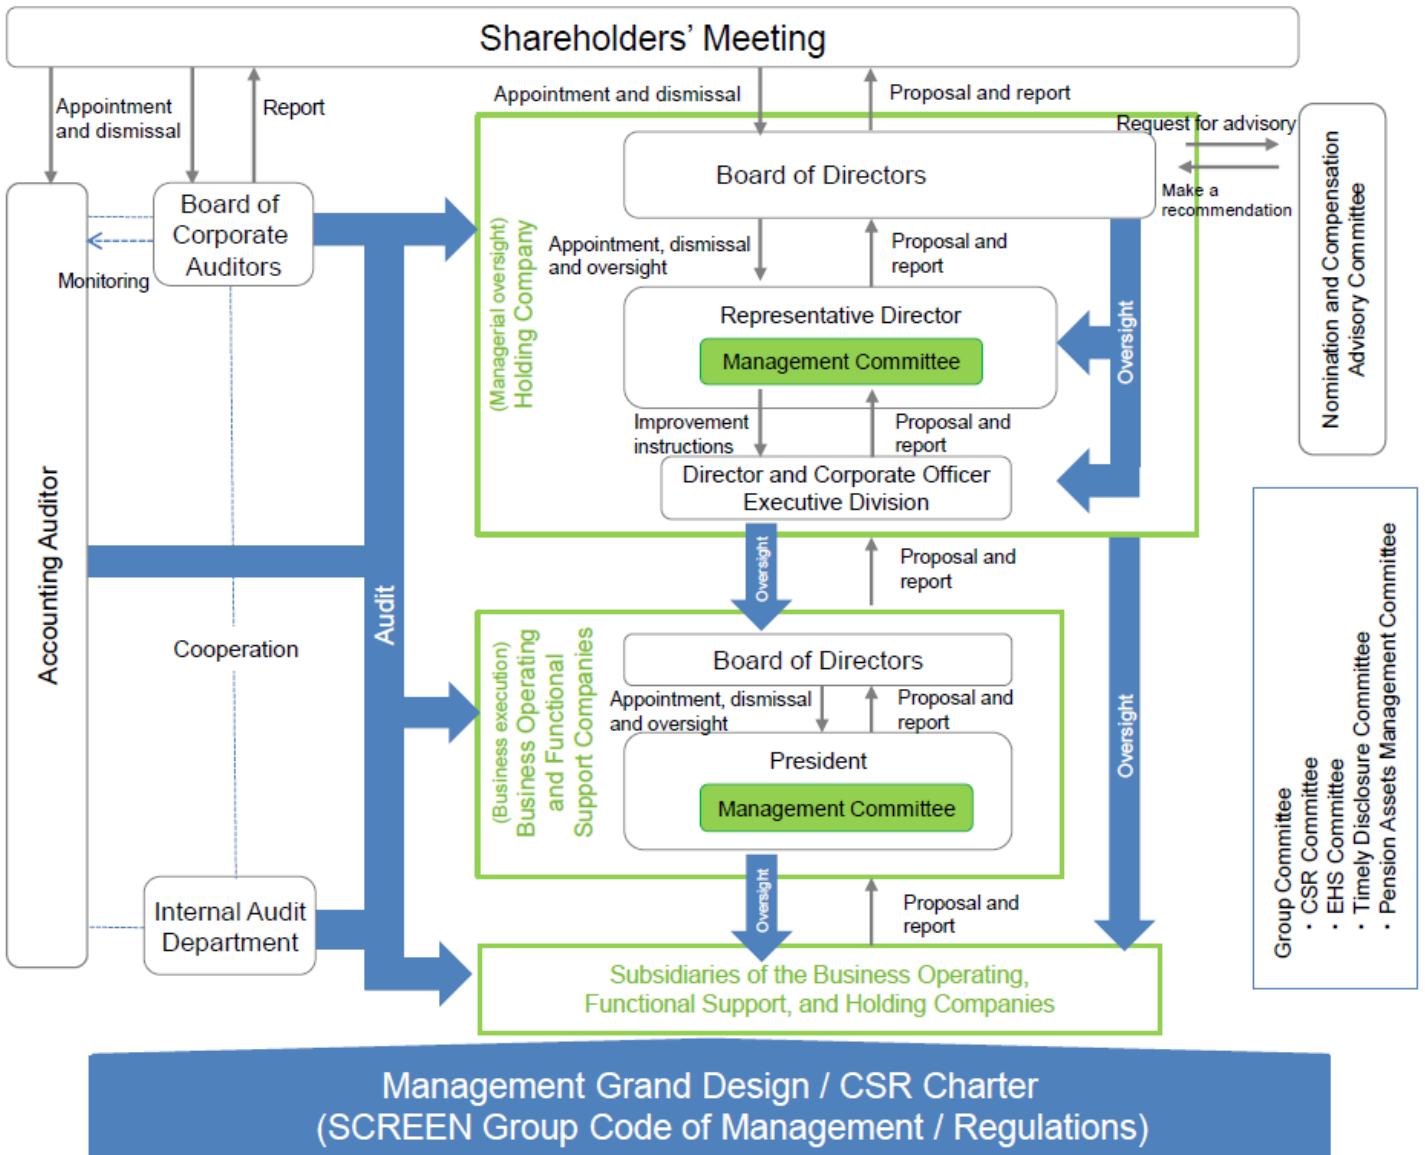 Shareholders' Meeting
Appointment
and dismissal
Report
Appointment and dismissal
Proposal and report
Request for advisory
Make a
recommendation
Nomination and Compensation
Advisory Committee
Accounting Auditor
Board of
Corporate
Auditors
Monitoring
(Managerial oversight)
Holding Company
Board of Directors
Appointment, dismissal
and oversight
Proposal and
report
Representative Director
Management Committee
Oversight
Improvement
instructions
Proposal and
report
Director and Corporate Officer
Executive Division
Oversight
Proposal and
report
Audit
Cooperation
(Business execution)
Business Operating
and Functional
Support Companies
Board of Directors
Appointment, dismissal
and oversight
Proposal and
report
President
Management Committee
Oversight
Group Committee
・ CSR Committee
・ EHS Committee
・ Timely Disclosure Committee
・ Pension Assets Management Committee
Internal Audit
Department
Oversight
Proposal and
report
Subsidiaries of the Business Operating,
Functional Support, and Holding Companies
Management Grand Design / CSR Charter
(SCREEN Group Code of Management / Regulations)